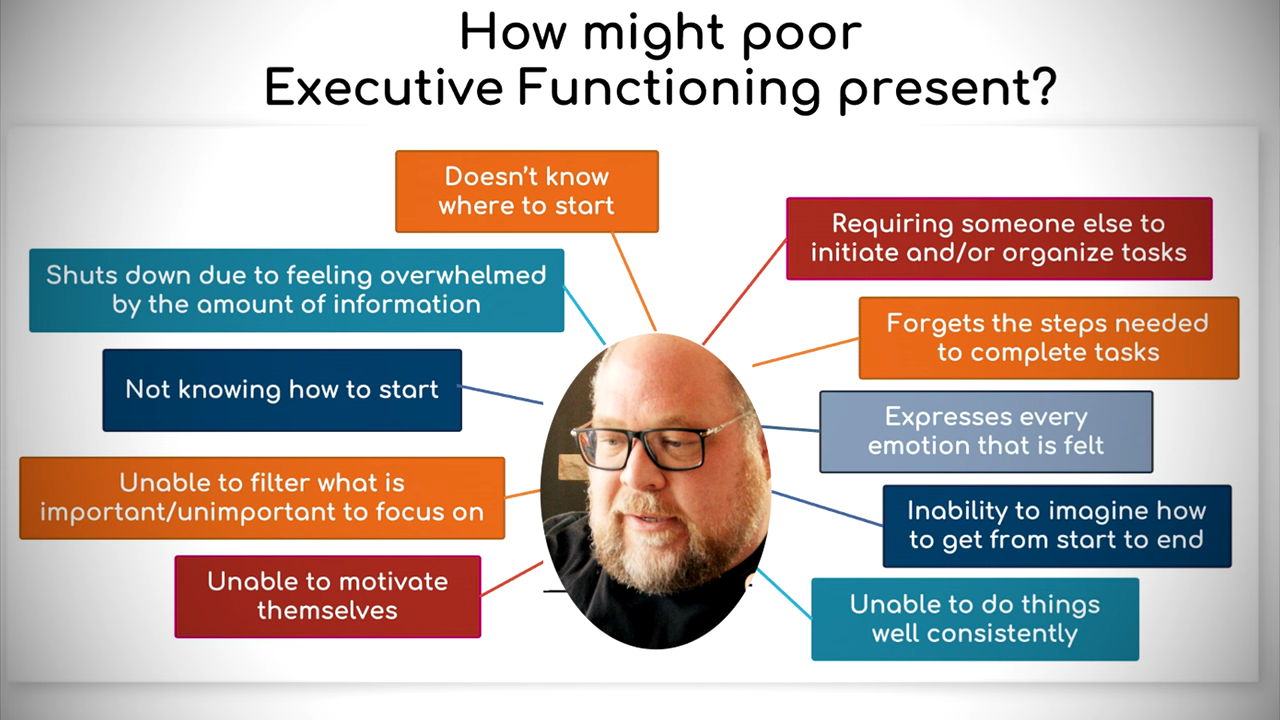 How might poor
Executive Functioning present?
Doesn't know
where to start
Requiring someone else to
initiate and/or organize tasks
Shuts down due to feeling overwhelmed
by the amount of information
Forgets the steps needed
to complete tasks
Not knowing how to start
Expresses every
emotion that is felt
Unable to filter what is
important/unimportant to focus on
Inability to imagine how
to get from start to end
Unable to motivate
themselves
Unable to do things
well consistently